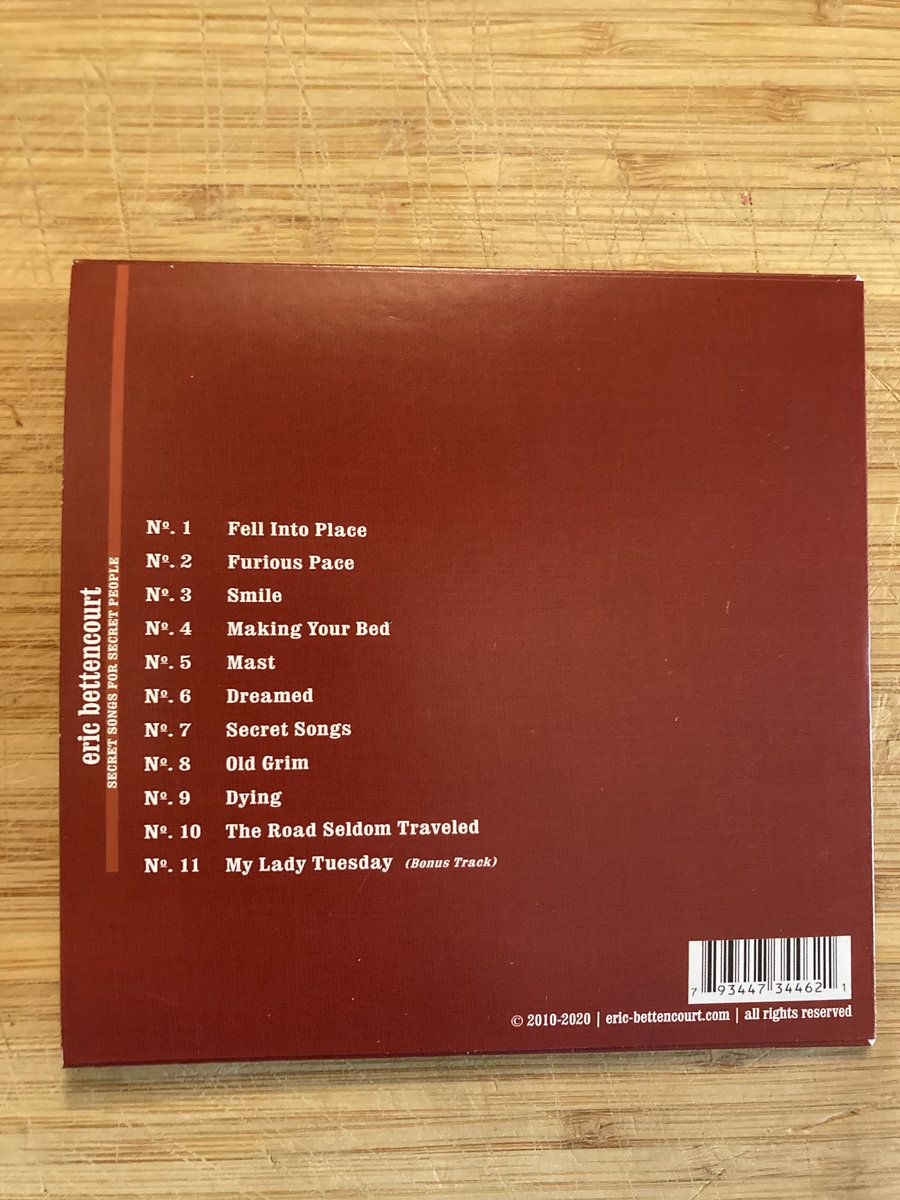 eric bettencourt
SECRET SONGS FOR SECRET PEOPLE
Nº. 1 Fell Into Place
Nº. 2 Furious Pace
Nº. 3 Smile
Nº. 4 Making Your Bed
Nº. 5 Mast
Nº. 6 Dreamed
Nº. 7 Secret Songs
Nº. 8 Old Grim
Nº. 9 Dying
Nº. 10 The Road Seldom Traveled
Nº. 11 My Lady Tuesday (Bonus Track)
7 93447 34462 1
© 2010-2020 | eric-bettencourt.com | all rights reserved